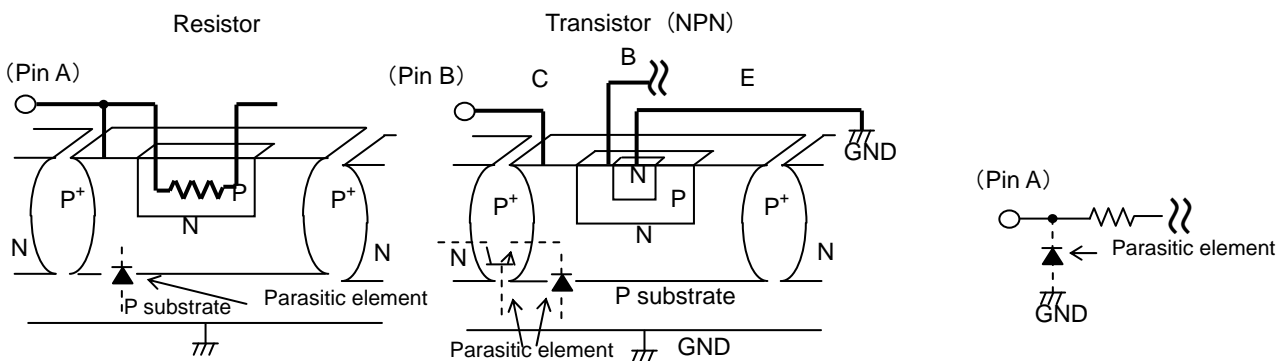 Resistor
Transistor（NPN）
（Pin A）
（Pin B）
C
B
E
GND
P+
P
P+
N
N
N
P substrate
Parasitic element
P+
N
P
P+
N
N
N
P substrate
Parasitic element
GND
(Pin A）
Parasitic element
GND